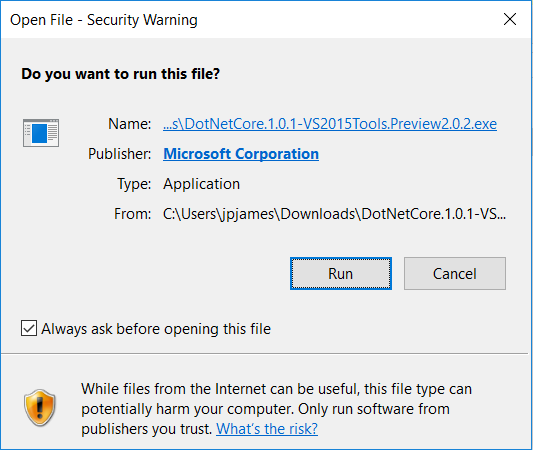 Open File - Security Warning
Do you want to run this file?
Name: ...s\DotNetCore.1.0.1-VS2015Tools.Preview2.0.2.exe
Publisher: Microsoft Corporation
Type: Application
From: C:\Users\jpjames\Downloads\DotNetCore.1.0.1-VS...
Run Cancel
Always ask before opening this file
While files from the Internet can be useful, this file type can
potentially harm your computer. Only run software from
publishers you trust. What's the risk?